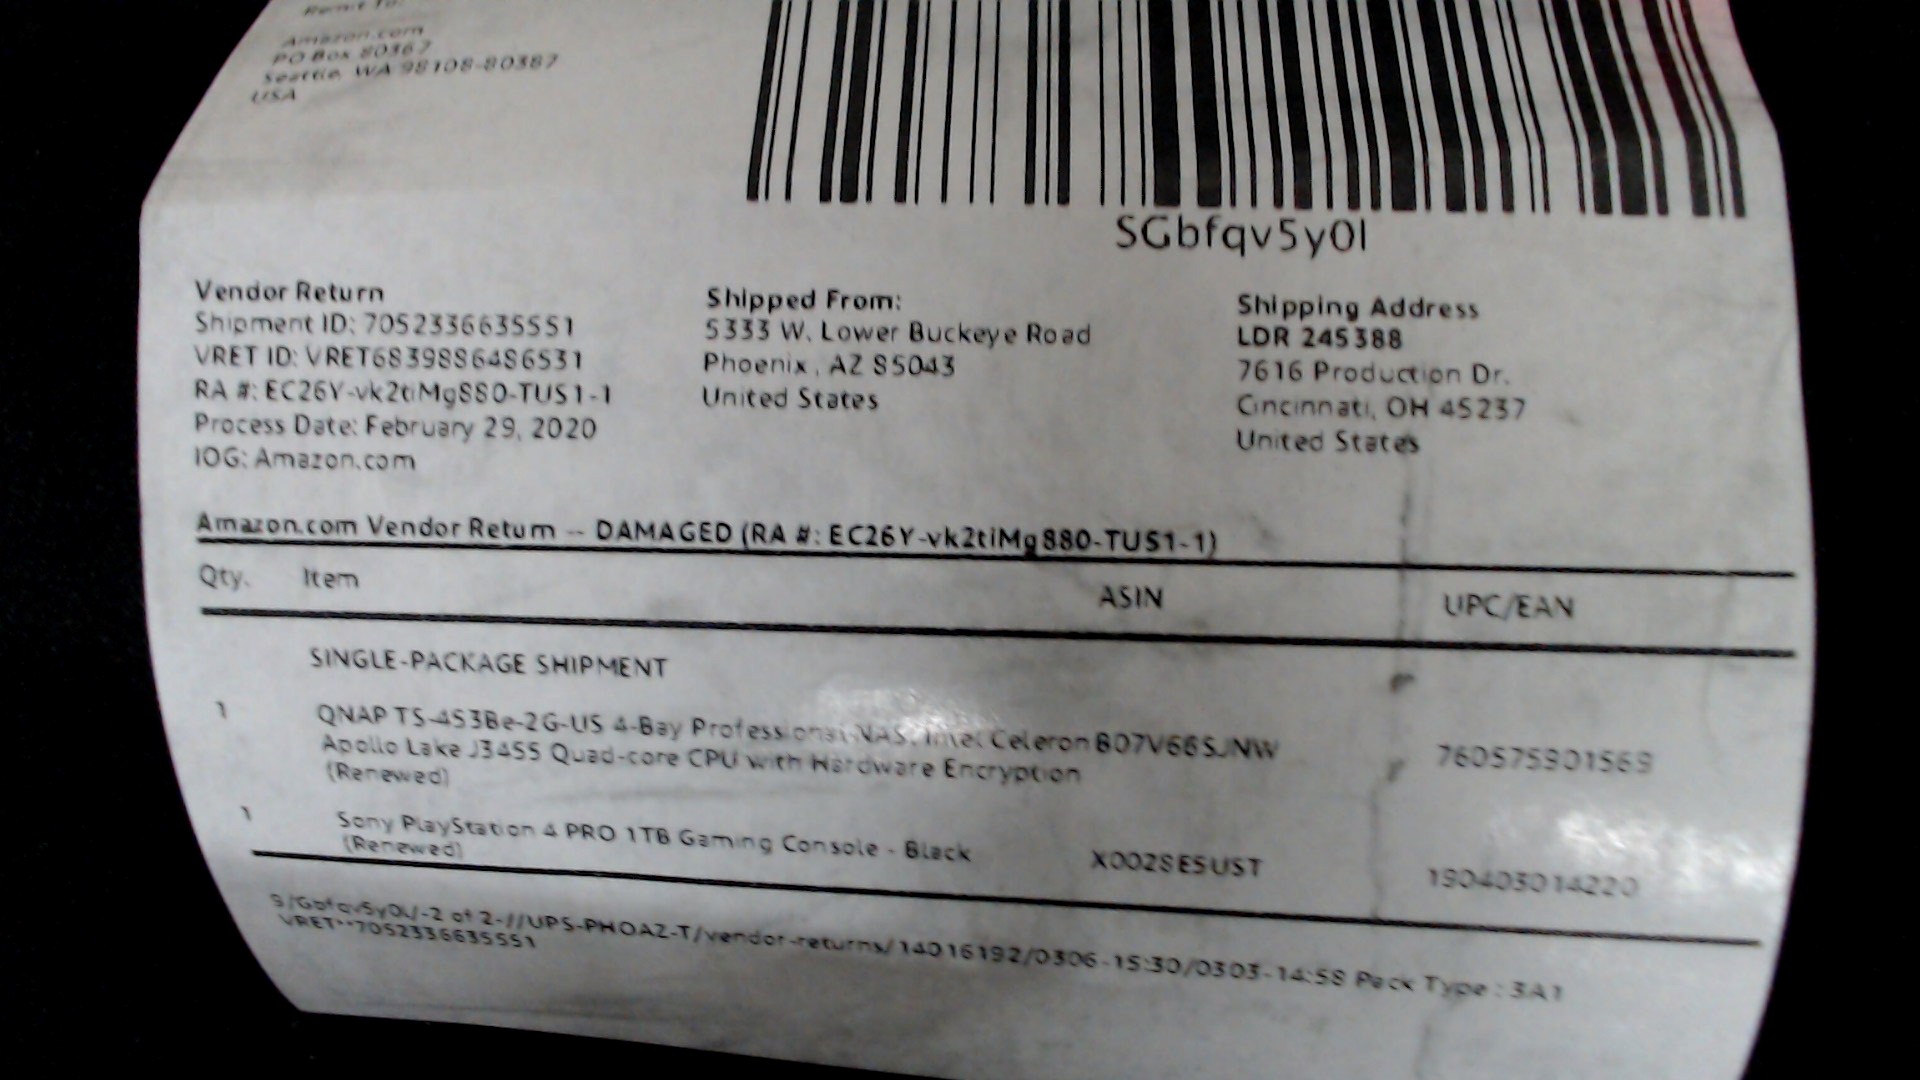 Remit To:
Amazon.com
PO Box 80387
Seattle, WA 98108-80387
USA
SGbfqv5y0l
Vendor Return
Shipment ID: 7052336635551
VRET ID: VRET6839886486531
RA #: EC26Y-vk2tiMg880-TUS1-1
Process Date: February 29, 2020
IOG: Amazon.com
Shipped From:
5333 W. Lower Buckeye Road
Phoenix , AZ 85043
United States
Shipping Address
LDR 245388
7616 Production Dr.
Cincinnati, OH 45237
United States
Amazon.com Vendor Return -- DAMAGED (RA #: EC26Y-vk2tiMg880-TUS1-1)
Qty. Item ASIN UPC/EAN
SINGLE-PACKAGE SHIPMENT
1 QNAP TS-453Be-2G-US 4-Bay Professional NAS. Intel Celeron B07V66SJNW 760575901569
Apollo Lake J3455 Quad-core CPU with Hardware Encryption
(Renewed)
1 Sony PlayStation 4 PRO 1TB Gaming Console - Black X0028E5UST 190403014220
(Renewed)
/-2 of 2-//UPS-PHOAZ-T/vendor-returns/14016192/0306-15:30/0303-14:58 Pack Type : 3A1
VRET**7052336635551